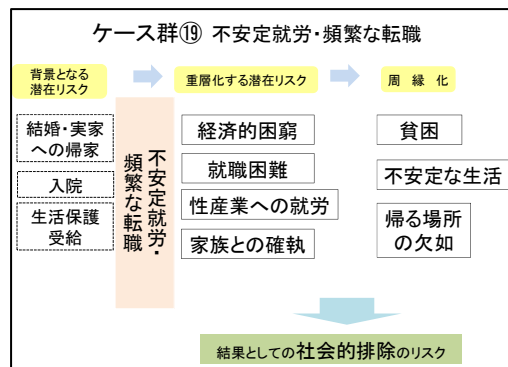 ケース群⑲ 不安定就労・頻繁な転職
背景となる
潜在リスク
重層化する潜在リスク
周 縁 化
結婚・実家
への帰家
入院
生活保護
受給
不安定就労・
頻繁な転職
経済的困窮
就職困難
性産業への就労
家族との確執
貧困
不安定な生活
帰る場所
の欠如
結果としての社会的排除のリスク